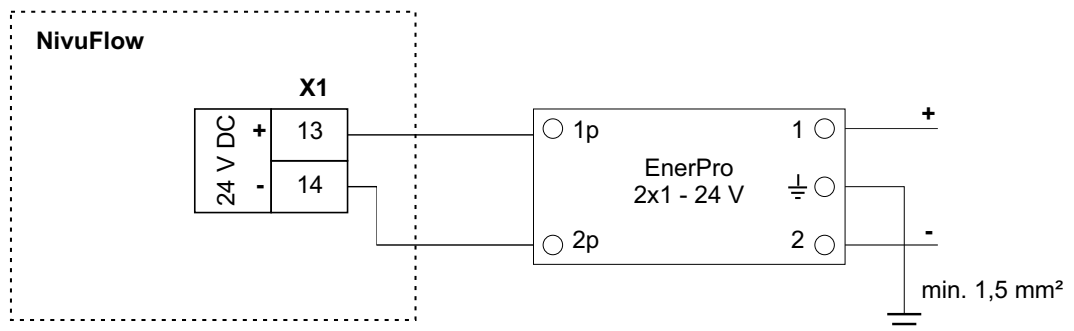 NivuFlow
X1
24 V DC
+ 13
- 14
1p
2p
EnerPro
2x1 - 24 V
1
2
+
-
min. 1,5 mm²